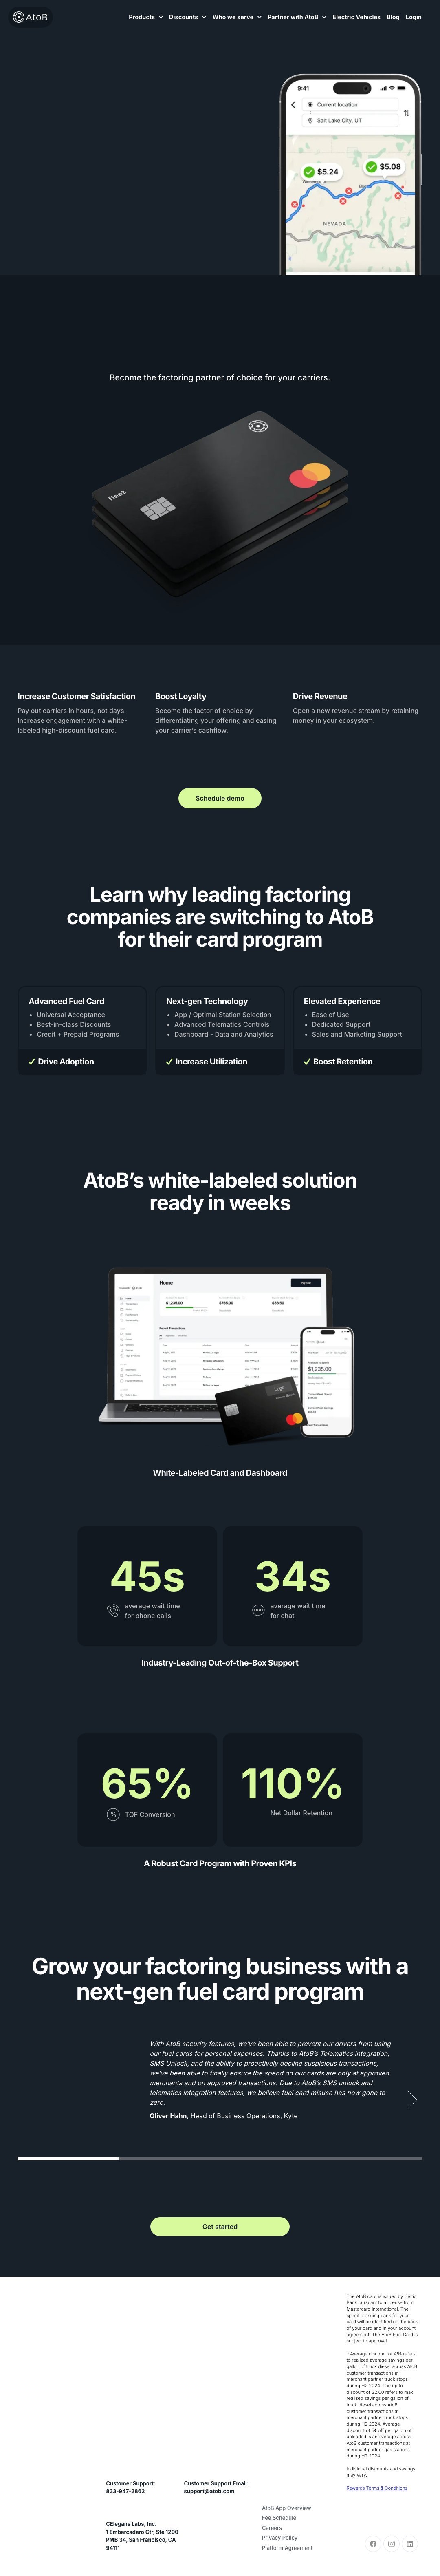 AtoB
Products
Discounts
Who we serve
Partner with AtoB
Electric Vehicles
Blog
Login
9:41
Current location
Salt Lake City, UT
$5.24
$5.08
NEVADA
Become the factoring partner of choice for your carriers.
fleet
Increase Customer Satisfaction
Pay out carriers in hours, not days.
Increase engagement with a white-
labeled high-discount fuel card.
Boost Loyalty
Become the factor of choice by
differentiating your offering and easing
your carrier's cashflow.
Drive Revenue
Open a new revenue stream by retaining
money in your ecosystem.
Schedule demo
Learn why leading factoring
companies are switching to AtoB
for their card program
Advanced Fuel Card
• Universal Acceptance
• Best-in-class Discounts
• Credit + Prepaid Programs
Drive Adoption
Next-gen Technology
• App / Optimal Station Selection
• Advanced Telematics Controls
• Dashboard - Data and Analytics
Increase Utilization
Elevated Experience
• Ease of Use
• Dedicated Support
• Sales and Marketing Support
Boost Retention
AtoB's white-labeled solution
ready in weeks
Home
$1,235.00
$765.00
$56.50
Recent Transactions
Logo
$1,235.00
White-Labeled Card and Dashboard
45s
average wait time
for phone calls
34s
average wait time
for chat
Industry-Leading Out-of-the-Box Support
65%
TOF Conversion
110%
Net Dollar Retention
A Robust Card Program with Proven KPIs
Grow your factoring business with a
next-gen fuel card program
With AtoB security features, we've been able to prevent our drivers from using
our fuel cards for personal expenses. Thanks to AtoB's Telematics integration,
SMS Unlock, and the ability to proactively decline suspicious transactions,
we've been able to finally ensure the spend on our cards are only at approved
merchants and on approved transactions. Due to AtoB's SMS unlock and
telematics integration features, we believe fuel card misuse has now gone to
zero.
Oliver Hahn, Head of Business Operations, Kyte
Get started
The AtoB card is issued by Celtic
Bank pursuant to a license from
Mastercard International. The
specific issuing bank for your
card will be identified on the back
of your card and in your account
agreement. The AtoB Fuel Card is
subject to approval.
* Average discount of 45¢ refers
to realized average savings per
gallon of truck diesel across AtoB
customer transactions at
merchant partner truck stops
during H2 2024. The up to
discount of $2.00 refers to max
realized savings per gallon of
truck diesel across AtoB
customer transactions at
merchant partner truck stops
during H2 2024. Average
discount of 5¢ off per gallon of
unleaded is an average across
AtoB customer transactions at
merchant partner gas stations
during H2 2024.
Individual discounts and savings
may vary.
Rewards Terms & Conditions
Customer Support:
833-947-2862
Customer Support Email:
support@atob.com
CElegans Labs, Inc.
1 Embarcadero Ctr, Ste 1200
PMB 34, San Francisco, CA
94111
AtoB App Overview
Fee Schedule
Careers
Privacy Policy
Platform Agreement